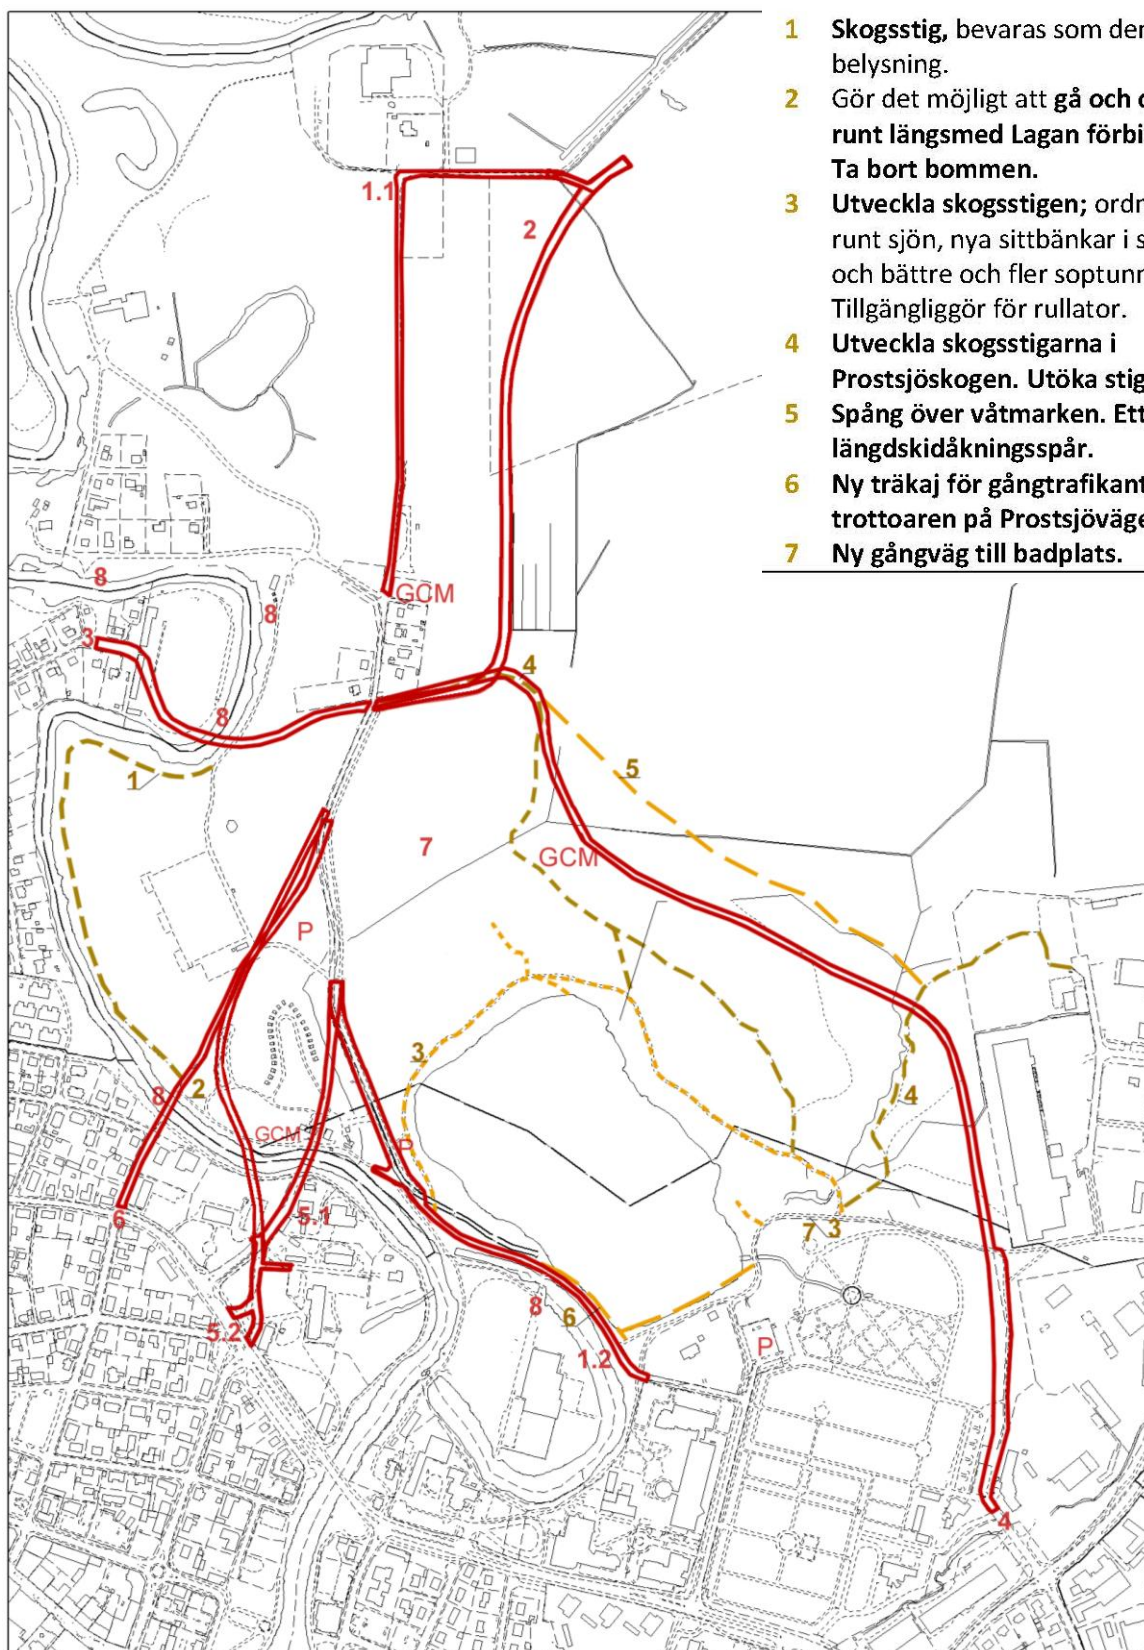 1 Skogsstig, bevaras som den
belysning.
2 Gör det möjligt att gå och c
runt längsmed Lagan förbi
Ta bort bommen.
3 Utveckla skogsstigen; ordn
runt sjön, nya sittbänkar i s
och bättre och fler soptunn
Tillgängliggör för rullator.
4 Utveckla skogsstigarna i
Prostsjöskogen. Utöka stig
5 Spång över våtmarken. Ett
längdskidåkningsspår.
6 Ny träkaj för gångtrafikant
trottoaren på Prostsjöväge
7 Ny gångväg till badplats.
1.1
2
8
GCM
8
3
4
8
1
5
7
GCM
P
3
2
8
4
GCM
P
6
5.1
7 3
8
6
5.2
1.2
P
4